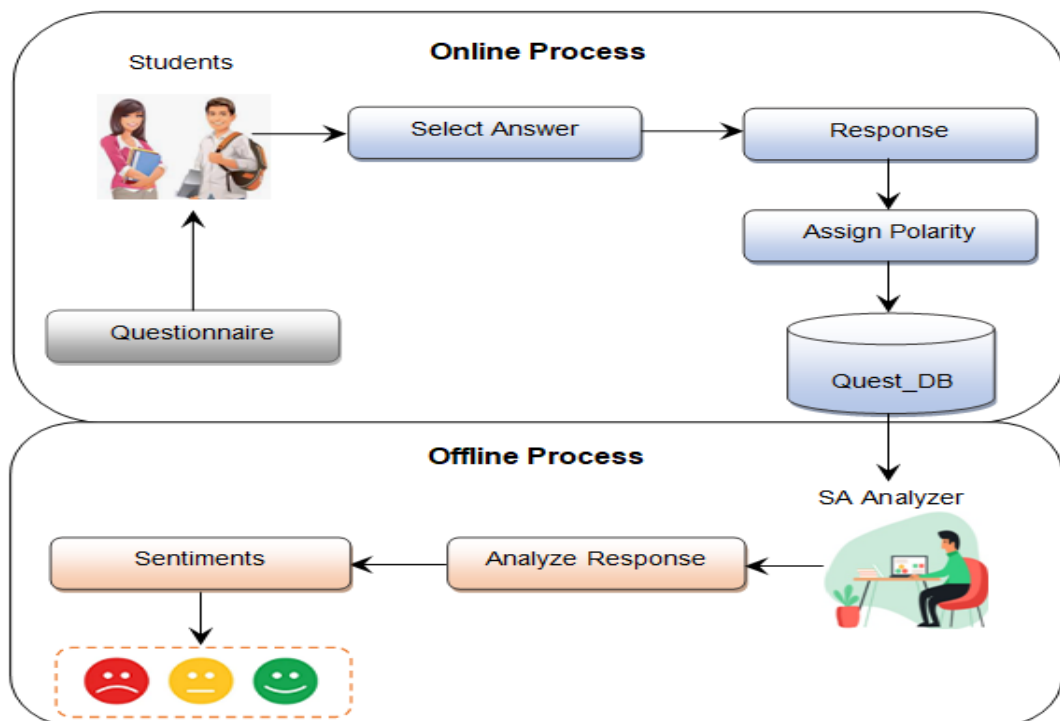 Online Process
Students
Select Answer
Response
Assign Polarity
Questionnaire
Quest_DB
Offline Process
SA Analyzer
Sentiments
Analyze Response